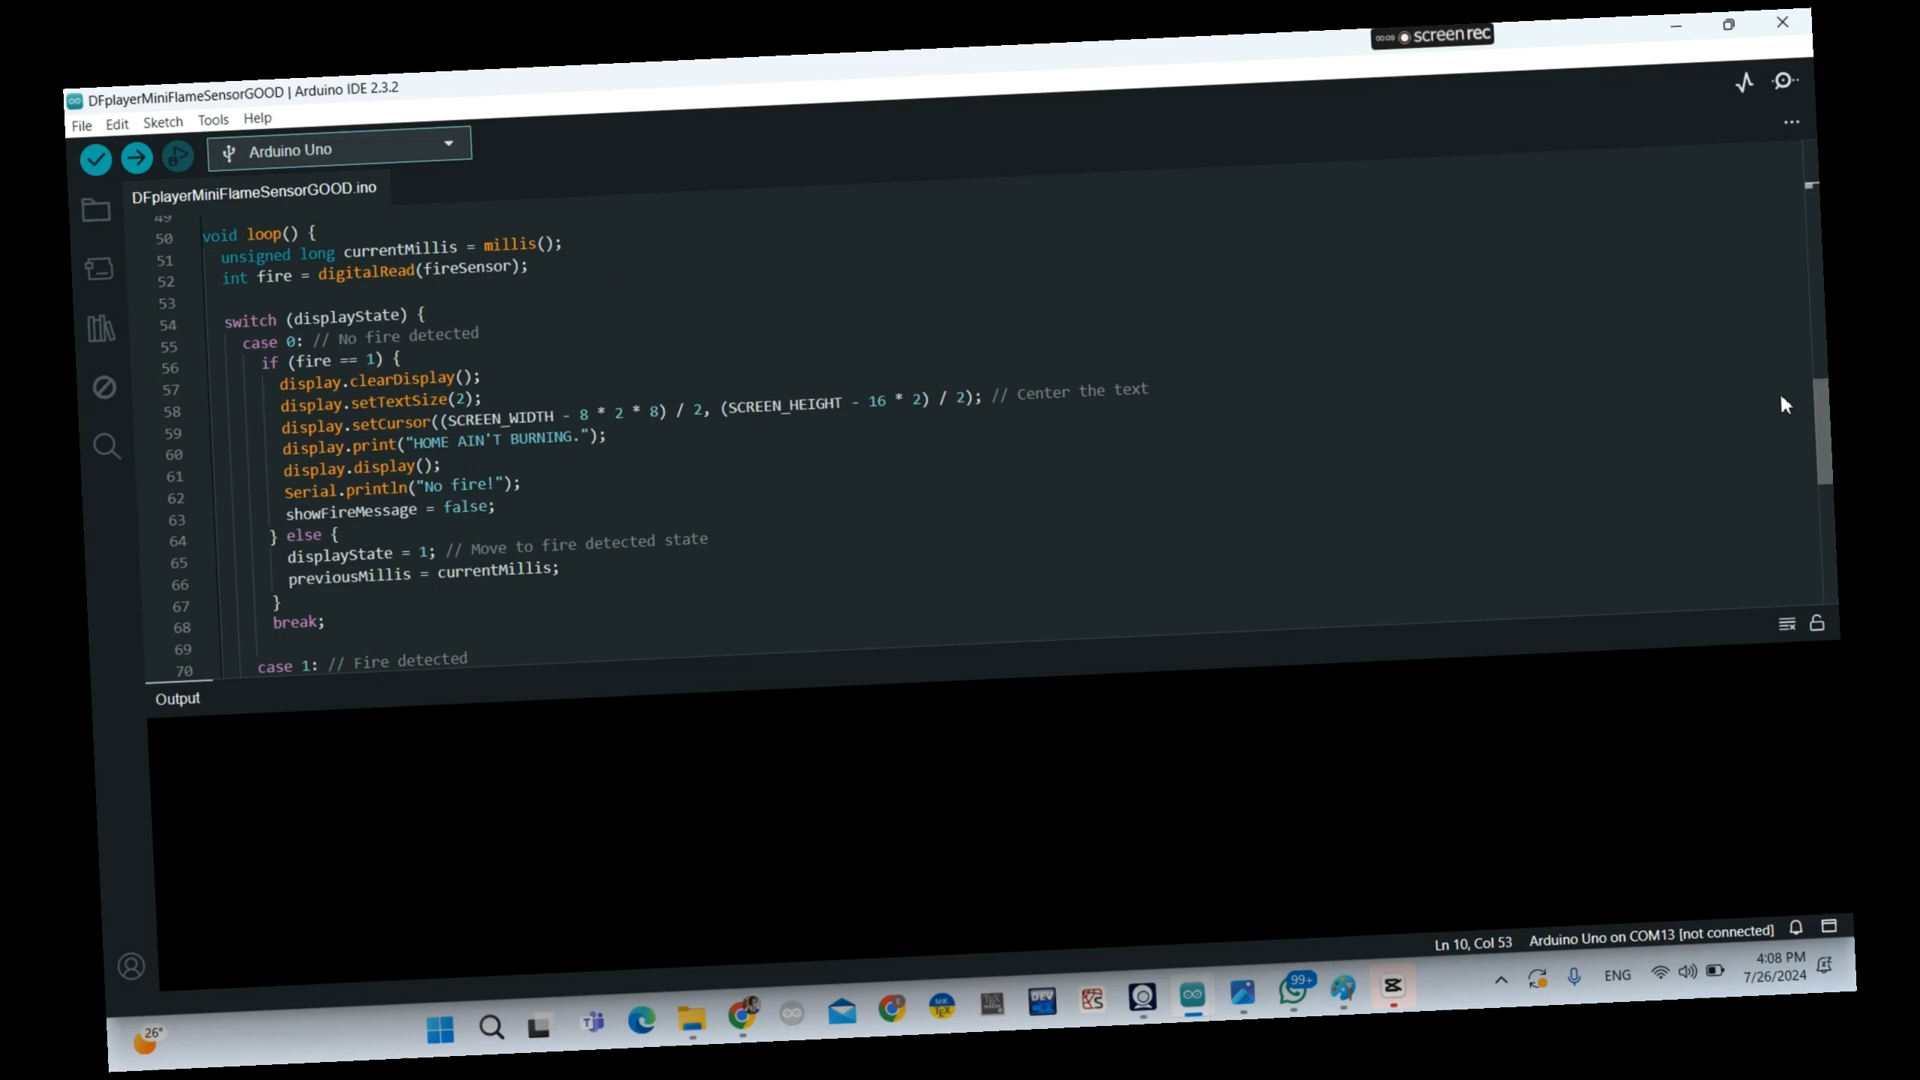 00:09 screen rec
DFplayerMiniFlameSensorGOOD | Arduino IDE 2.3.2
File Edit Sketch Tools Help
Arduino Uno
DFplayerMiniFlameSensorGOOD.ino
49
50 void loop() {
51 unsigned long currentMillis = millis();
52 int fire = digitalRead(fireSensor);
53
54 switch (displayState) {
55 case 0: // No fire detected
56 if (fire == 1) {
57 display.clearDisplay();
58 display.setTextSize(2);
59 display.setCursor((SCREEN_WIDTH - 8 * 2 * 8) / 2, (SCREEN_HEIGHT - 16 * 2) / 2); // Center the text
60 display.print("HOME AIN'T BURNING.");
61 display.display();
62 Serial.println("No fire!");
63 showFireMessage = false;
64 } else {
65 displayState = 1; // Move to fire detected state
66 previousMillis = currentMillis;
67 }
68 break;
69
70 case 1: // Fire detected
Output
Ln 10, Col 53 Arduino Uno on COM13 [not connected]
26°
99+
ENG
4:08 PM
7/26/2024
DEV